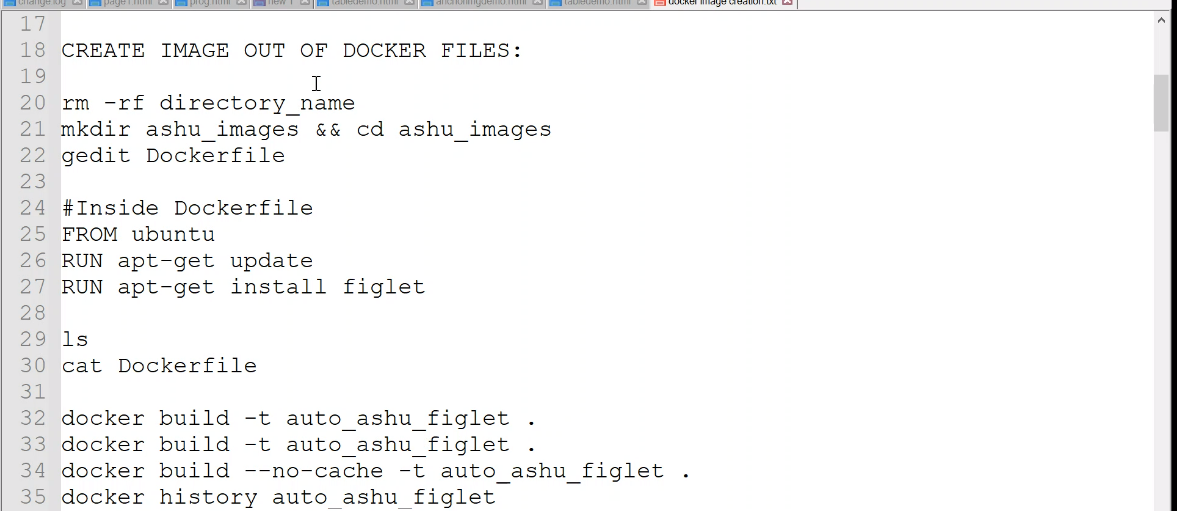 changelog page1.html prog.html new 1 tabledemo.html anchorimgdemo.html tabledemo.html docker image creation.txt
17
18 CREATE IMAGE OUT OF DOCKER FILES:
19
20 rm -rf directory_name
21 mkdir ashu_images && cd ashu_images
22 gedit Dockerfile
23
24 #Inside Dockerfile
25 FROM ubuntu
26 RUN apt-get update
27 RUN apt-get install figlet
28
29 ls
30 cat Dockerfile
31
32 docker build -t auto_ashu_figlet .
33 docker build -t auto_ashu_figlet .
34 docker build --no-cache -t auto_ashu_figlet .
35 docker history auto_ashu_figlet